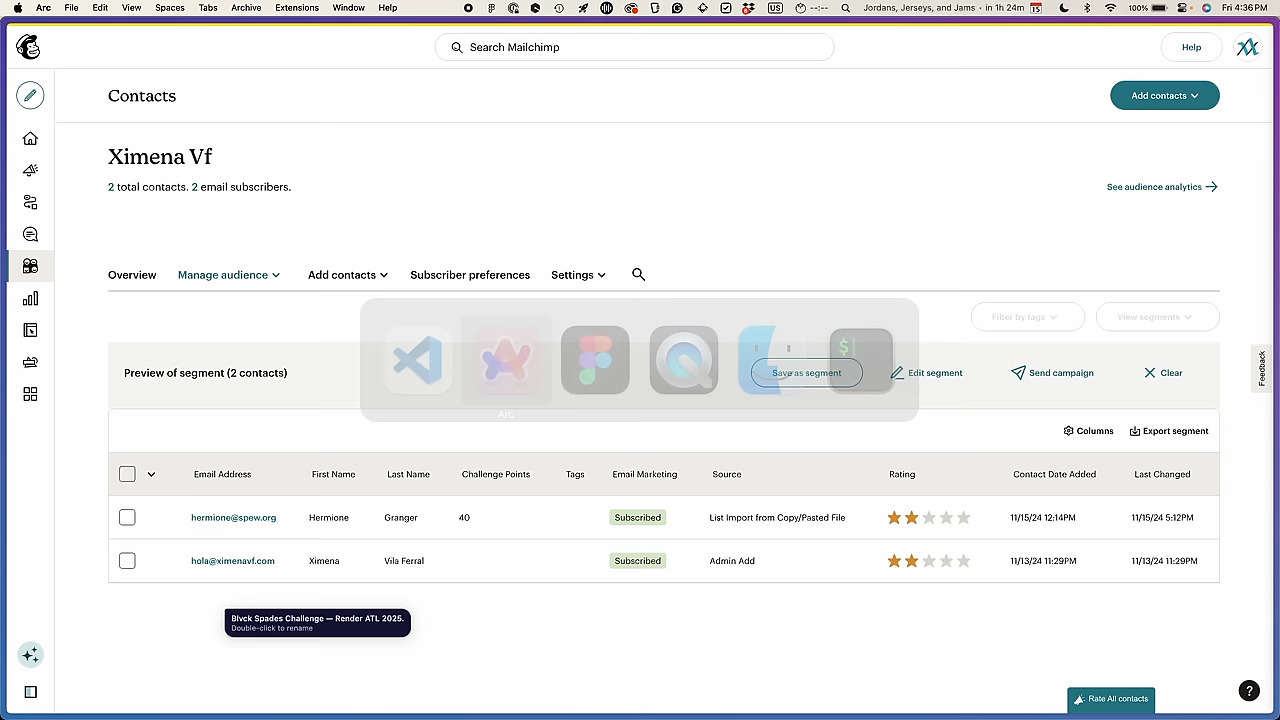 Arc File Edit View Spaces Tabs Archive Extensions Window Help
US --:-- Jordans, Jerseys, and Jams • in 1h 24m 15 100% Fri 4:36 PM
Search Mailchimp
Help
Contacts
Add contacts
Ximena Vf
2 total contacts. 2 email subscribers.
See audience analytics
Overview Manage audience Add contacts Subscriber preferences Settings
Filter by tags View segments
Preview of segment (2 contacts) Save as segment Edit segment Send campaign Clear
$
Feedback
Arc
Columns Export segment
Email Address First Name Last Name Challenge Points Tags Email Marketing Source Rating Contact Date Added Last Changed
hermione@spew.org Hermione Granger 40 Subscribed List Import from Copy/Pasted File 11/15/24 12:14PM 11/15/24 5:12PM
hola@ximenavf.com Ximena Vila Ferral Subscribed Admin Add 11/13/24 11:29PM 11/13/24 11:29PM
Blvck Spades Challenge — Render ATL 2025.
Double-click to rename
Rate All contacts
?